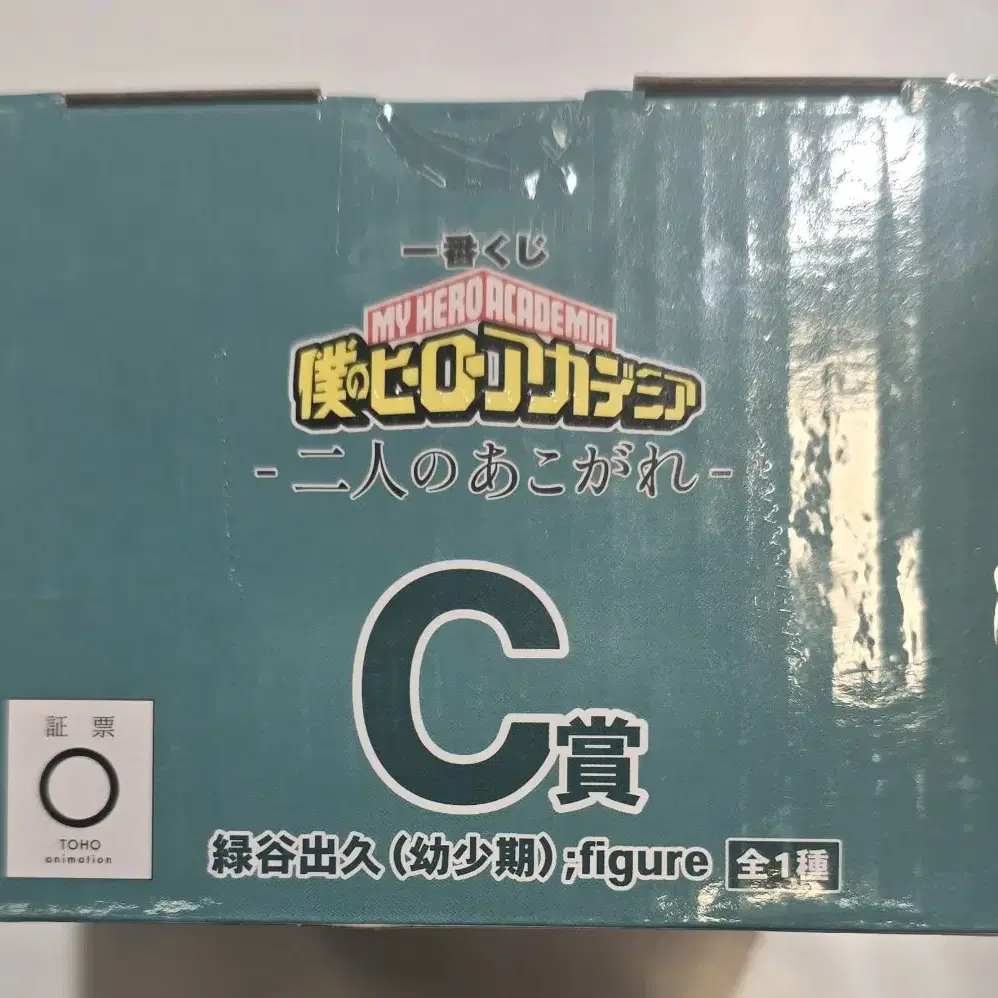 一番くじ
MY HERO ACADEMIA
僕のヒーローアカデミア
-二人のあこがれ-
C賞
証票
TOHO
animation
緑谷出久(幼少期);figure 全1種